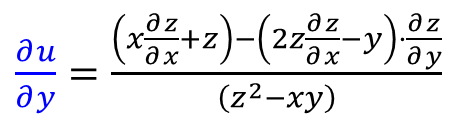 ∂u/∂y = ((x ∂z/∂x + z) − (2z ∂z/∂x − y) · ∂z/∂y) / (z² − xy)